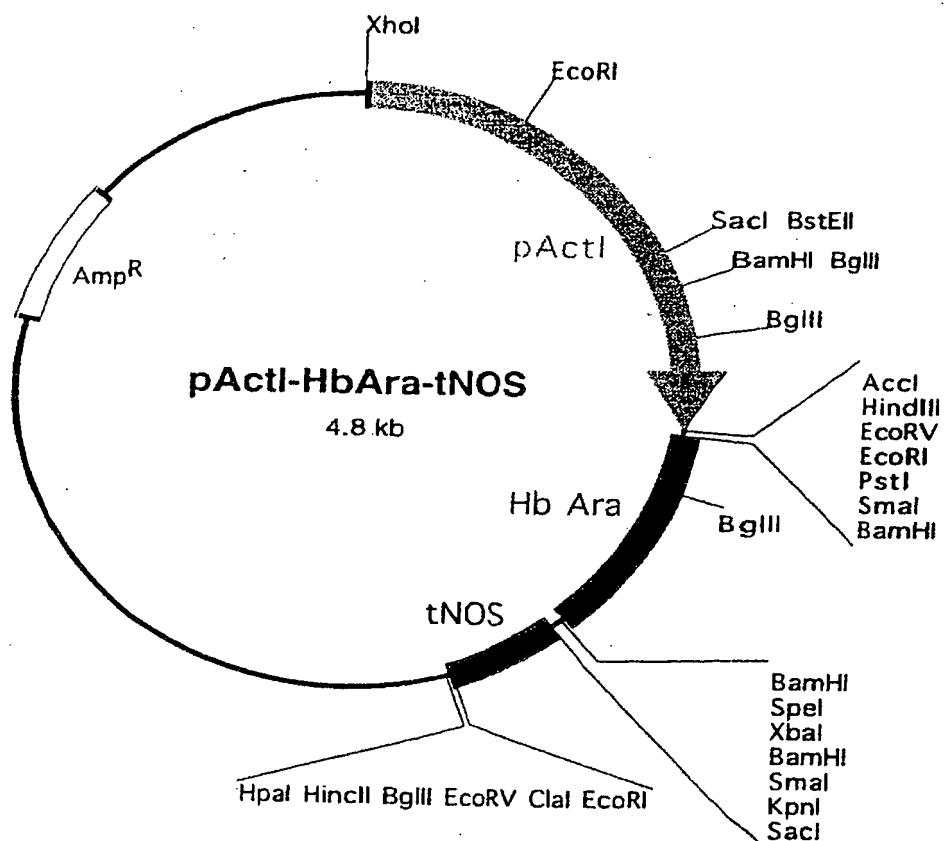 XhoI
EcoRI
SacI BstEII
pActI
BamHI BglII
Amp^R
BglII
pActI-HbAra-tNOS
4.8 kb
AccI
HindIII
EcoRV
EcoRI
PstI
SmaI
BamHI
Hb Ara
BglII
tNOS
BamHI
SpeI
XbaI
BamHI
SmaI
KpnI
SacI
HpaI HincII BglII EcoRV ClaI EcoRI